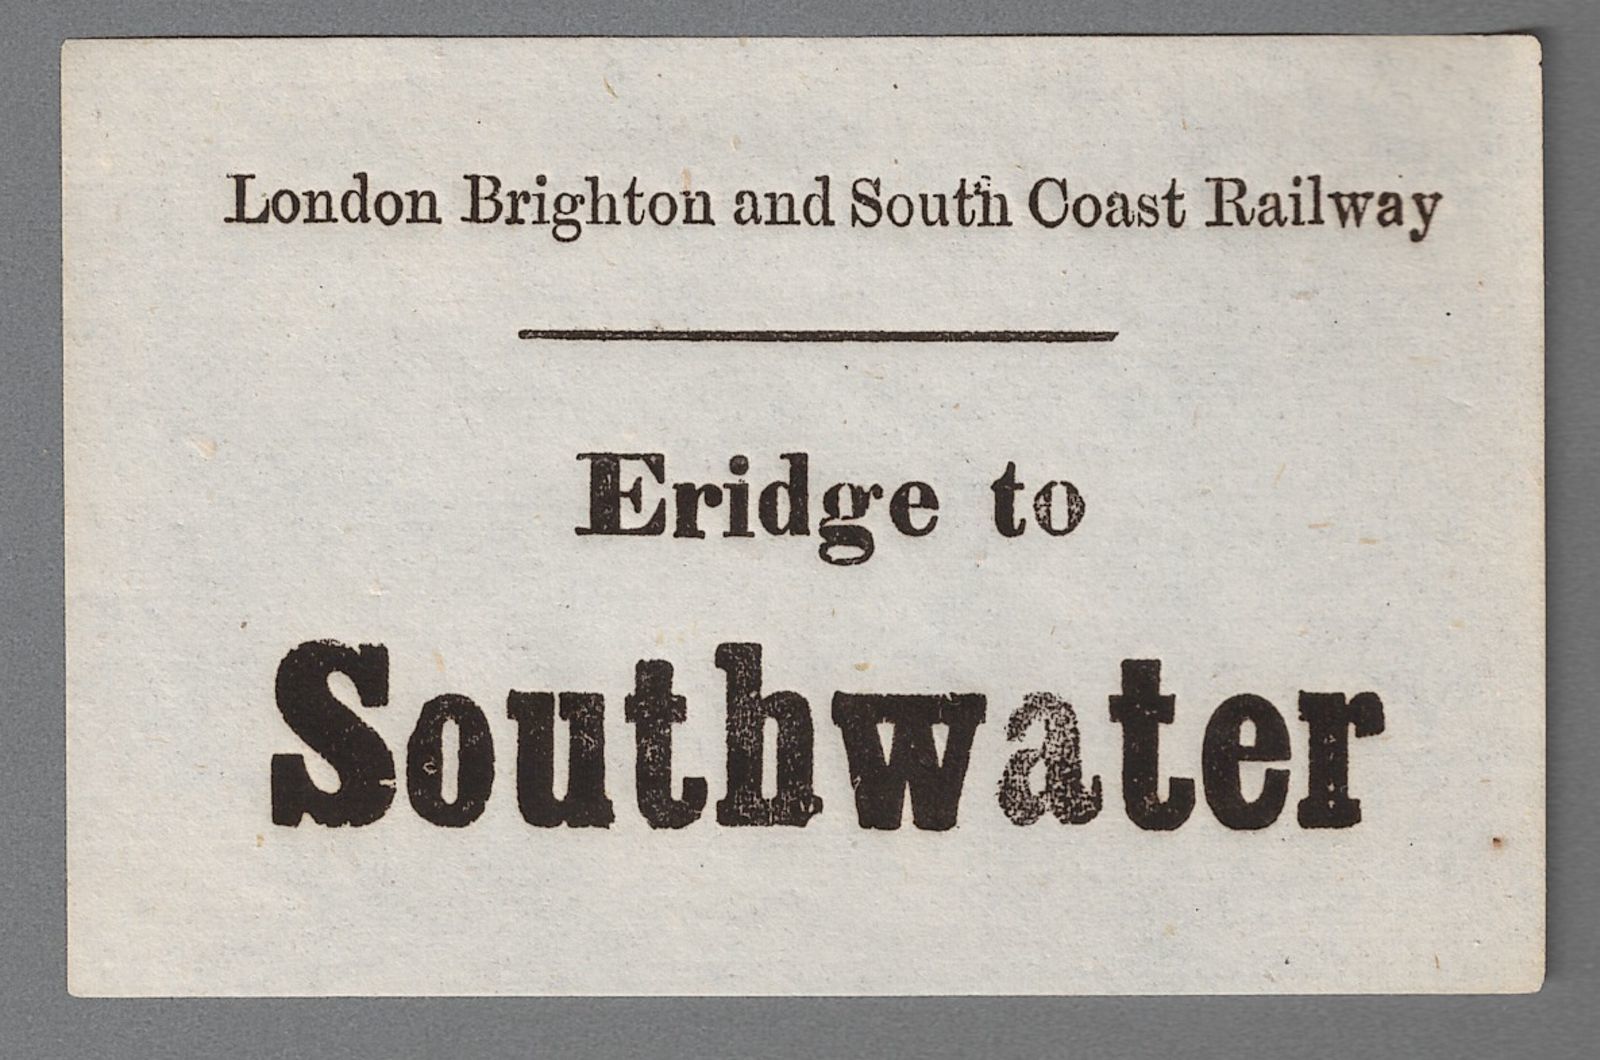 London Brighton and South Coast Railway
Eridge to
Southwater